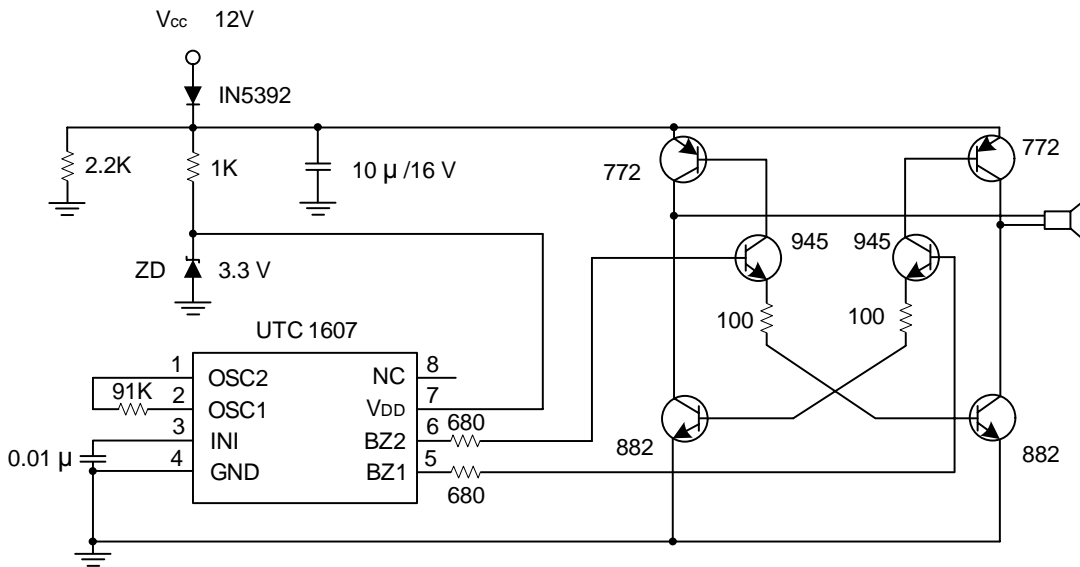 Vcc 12V
IN5392
2.2K
1K
10 µ /16 V
772
772
945
945
ZD
3.3 V
100
100
UTC 1607
1
OSC2
NC
8
91K
2
OSC1
VDD
7
680
3
INI
BZ2
6
882
882
0.01 µ
4
GND
BZ1
5
680